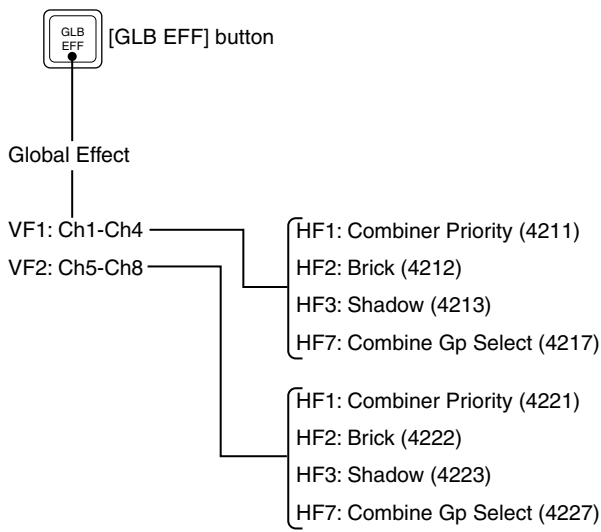 GLB
EFF
[GLB EFF] button
Global Effect
VF1: Ch1-Ch4
VF2: Ch5-Ch8
HF1: Combiner Priority (4211)
HF2: Brick (4212)
HF3: Shadow (4213)
HF7: Combine Gp Select (4217)
HF1: Combiner Priority (4221)
HF2: Brick (4222)
HF3: Shadow (4223)
HF7: Combine Gp Select (4227)